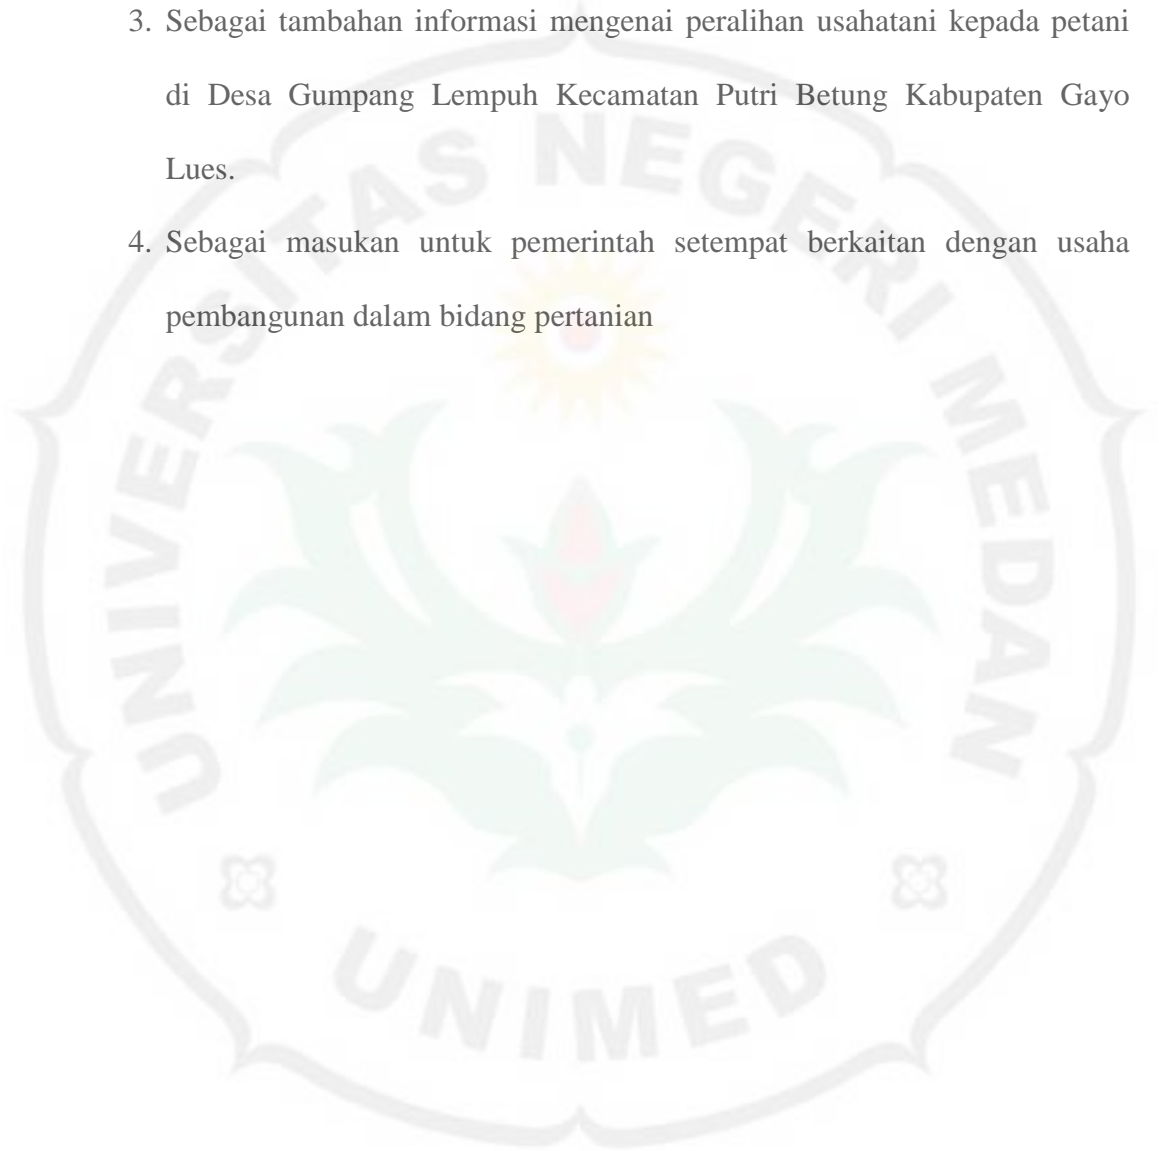 3. Sebagai tambahan informasi mengenai peralihan usahatani kepada petani
di Desa Gumpang Lempuh Kecamatan Putri Betung Kabupaten Gayo
Lues.
4. Sebagai masukan untuk pemerintah setempat berkaitan dengan usaha
pembangunan dalam bidang pertanian
UNIVERSITAS NEGERI MEDAN
UNIMED